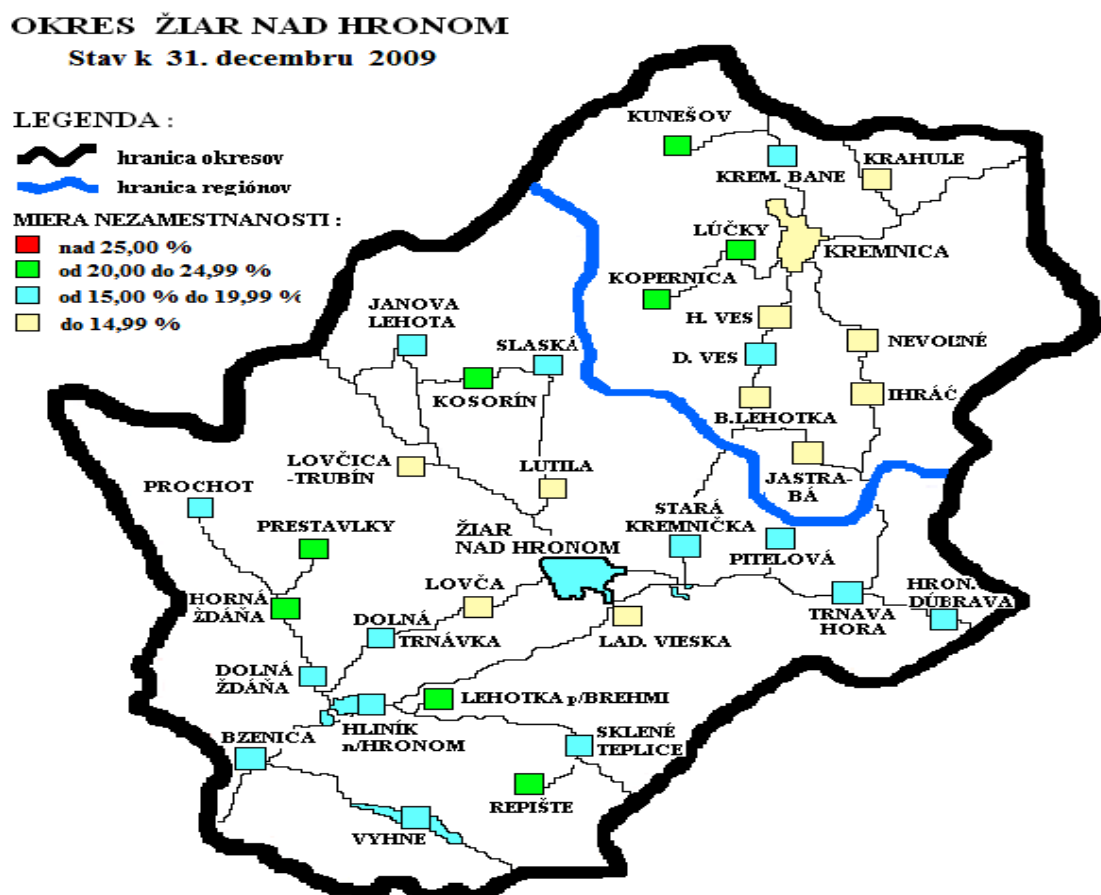 OKRES ŽIAR NAD HRONOM
Stav k 31. decembru 2009
LEGENDA :
hranica okresov
hranica regiónov
MIERA NEZAMESTNANOSTI :
nad 25,00 %
od 20,00 do 24,99 %
od 15,00 % do 19,99 %
do 14,99 %
KUNEŠOV
KREM. BANE
KRAHULE
LÚČKY
KREMNICA
KOPERNICA
H. VES
NEVOĽNÉ
D. VES
IHRÁČ
B.LEHOTKA
JASTRA-
BÁ
JANOVA
LEHOTA
SLASKÁ
KOSORÍN
LOVČICA
-TRUBÍN
LUTILA
PROCHOT
PRESTAVLKY
STARÁ
KREMNIČKA
ŽIAR
NAD HRONOM
PITELOVÁ
LOVČA
HORNÁ
ŽDÁŇA
DOLNÁ
TRNÁVKA
LAD. VIESKA
TRNAVA
HORA
HRON.
DÚBRAVA
DOLNÁ
ŽDÁŇA
LEHOTKA p/BREHMI
HLINÍK
n/HRONOM
SKLENÉ
TEPLICE
BZENICA
REPIŠTE
VYHNE